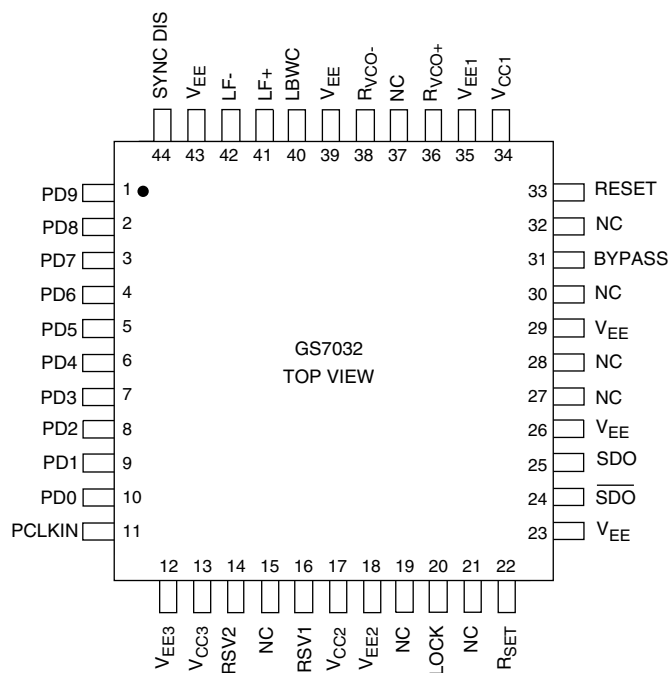 SYNC DIS
VEE
LF-
LF+
LBWC
VEE
RVCO-
NC
RVCO+
VEE1
VCC1
44 43 42 41 40 39 38 37 36 35 34
PD9 1
PD8 2
PD7 3
PD6 4
PD5 5
PD4 6
PD3 7
PD2 8
PD1 9
PD0 10
PCLKIN 11
GS7032
TOP VIEW
33 RESET
32 NC
31 BYPASS
30 NC
29 VEE
28 NC
27 NC
26 VEE
25 SDO
24 S̅D̅O̅
23 VEE
12 13 14 15 16 17 18 19 20 21 22
VEE3
VCC3
RSV2
NC
RSV1
VCC2
VEE2
NC
LOCK
NC
RSET